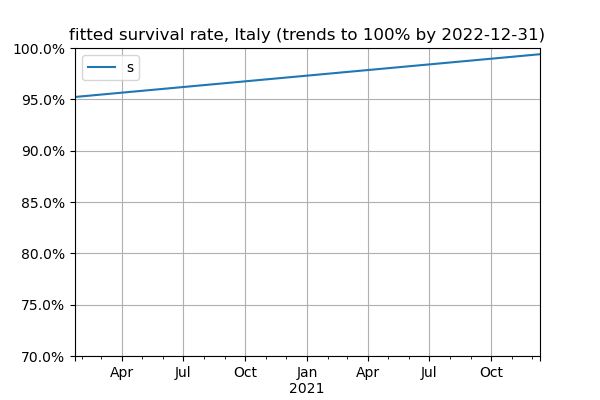 fitted survival rate, Italy (trends to 100% by 2022-12-31)
100.0%
s
95.0%
90.0%
85.0%
80.0%
75.0%
70.0%
Apr Jul Oct Jan Apr Jul Oct
2021